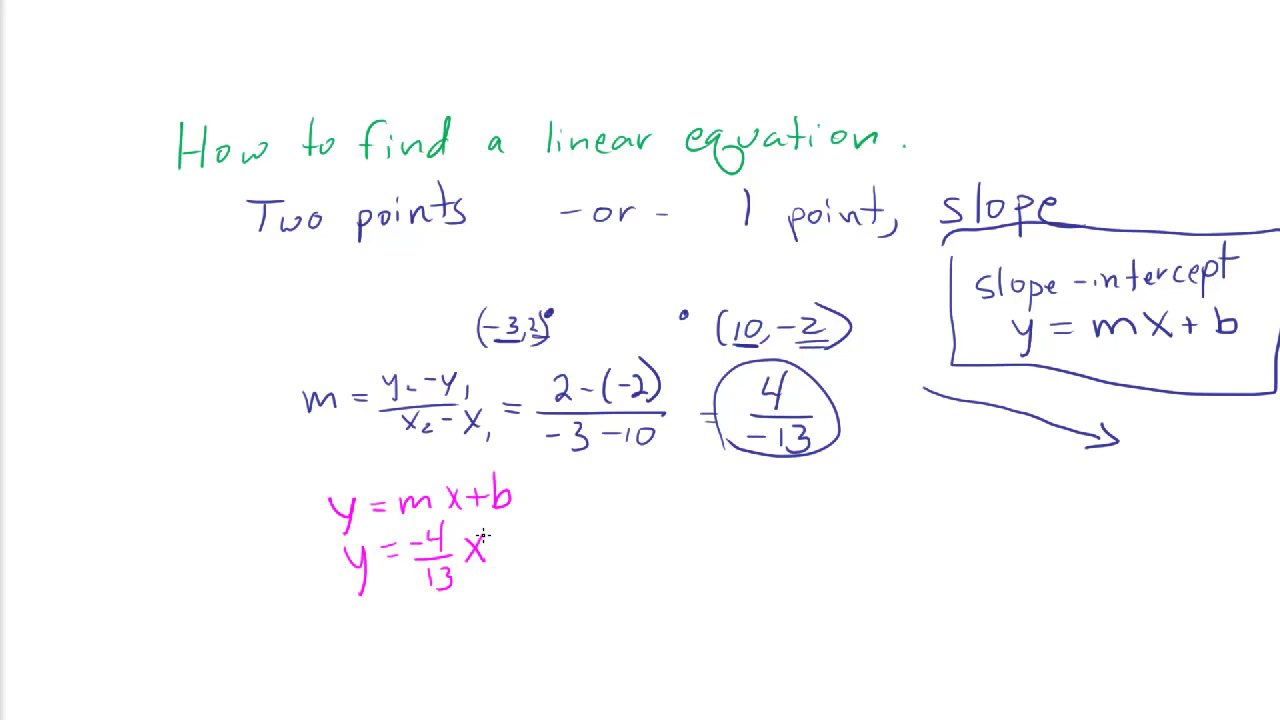 How to find a linear equation.
Two points - or - 1 point, slope
slope-intercept
y = mx + b
(-3,2) (10,-2)
m = y₂-y₁/x₂-x₁ = 2-(-2)/-3-10 = 4/-13
y = mx+b
y = -4/13 x